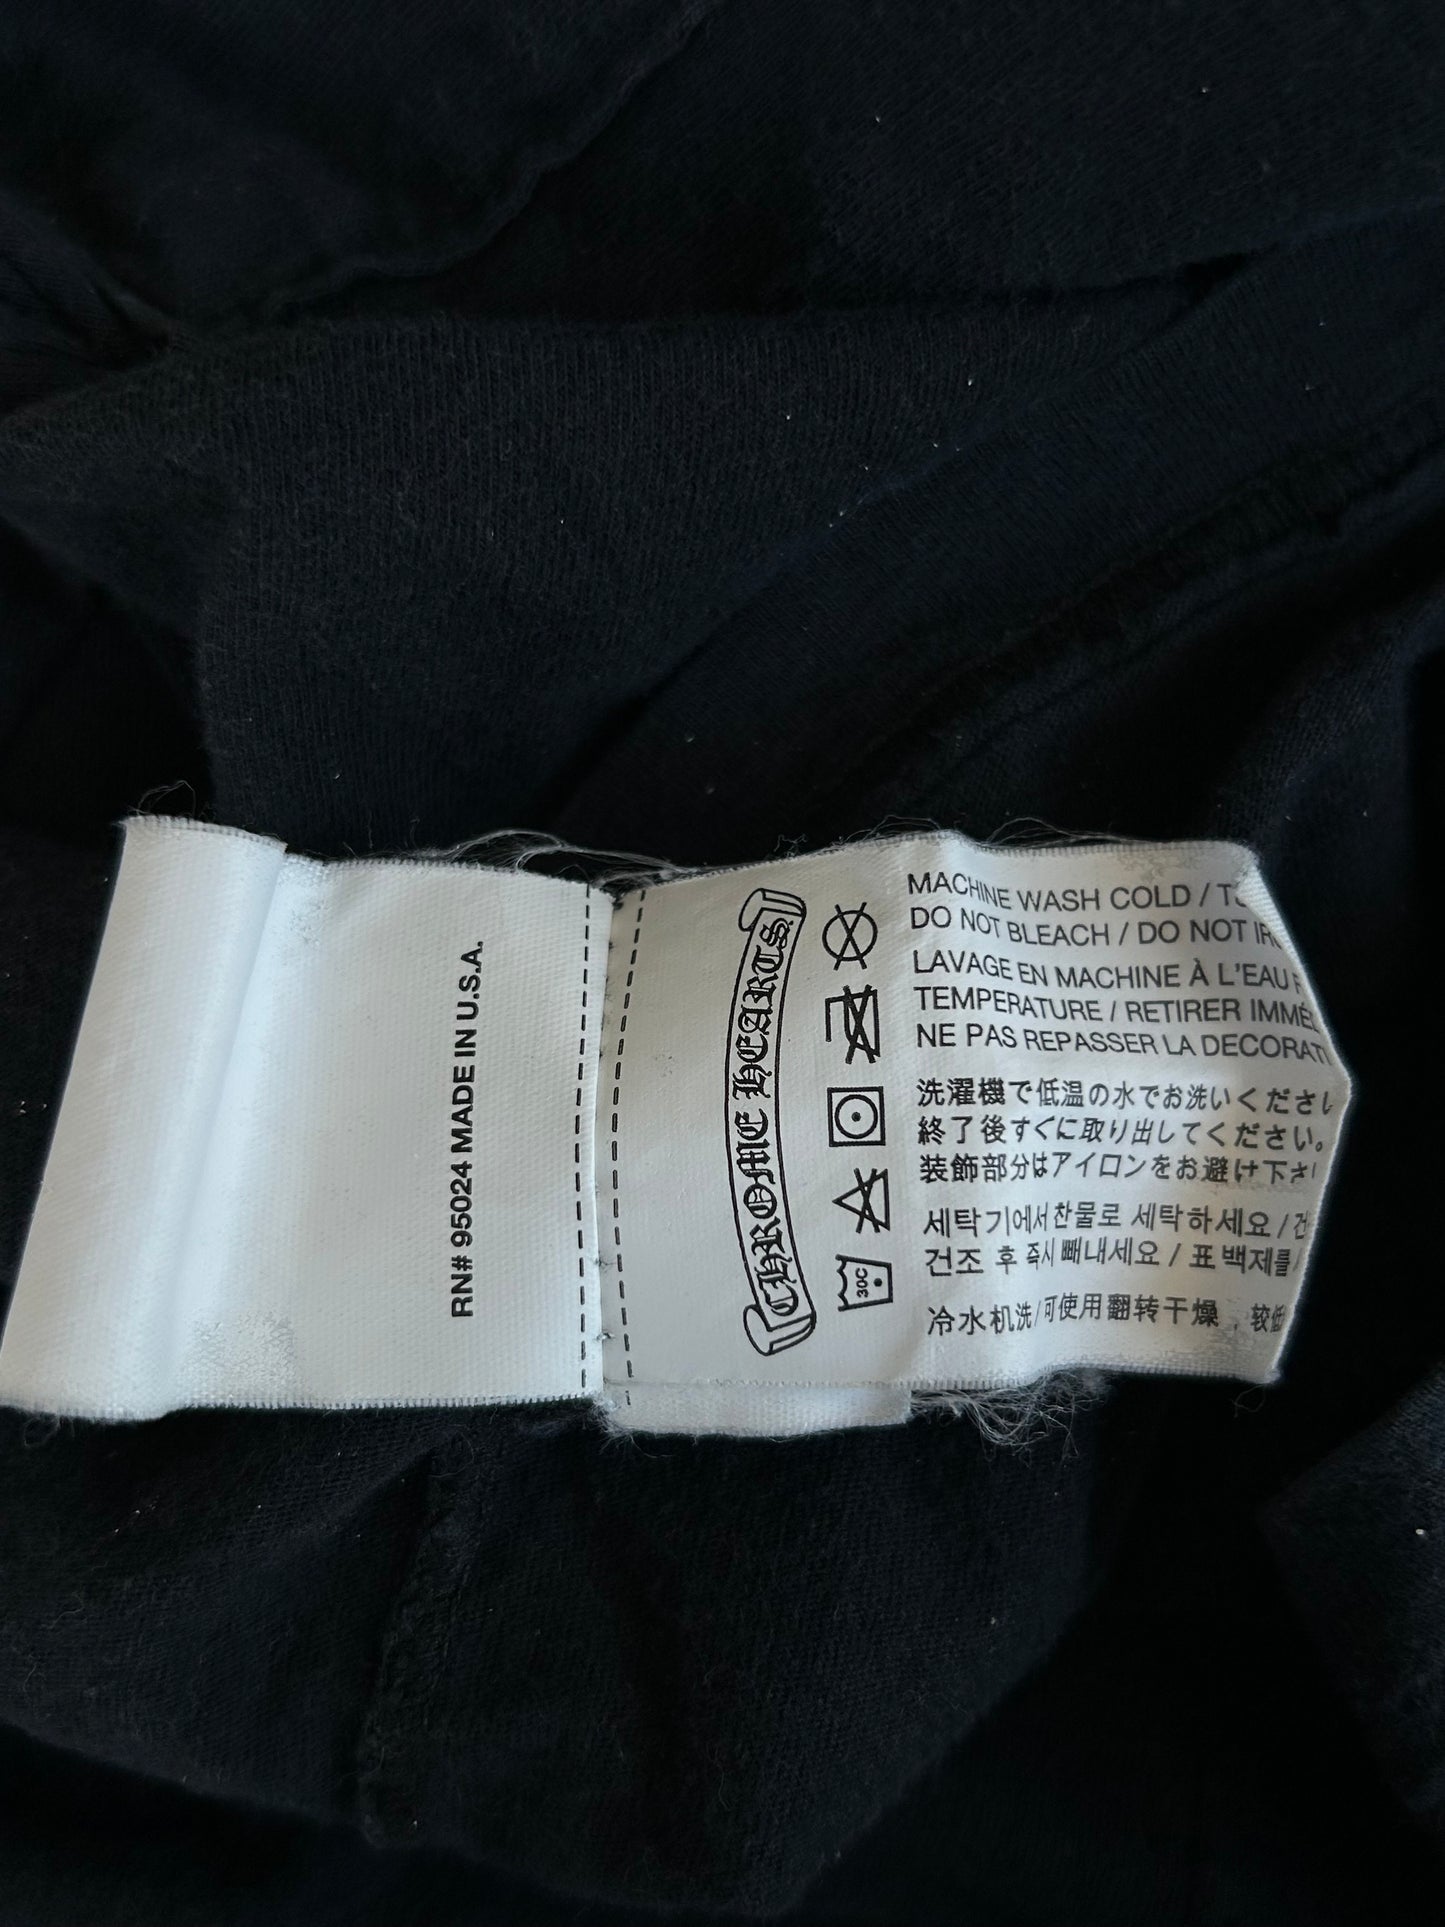 RN# 95024 MADE IN U.S.A.
CHROME HEARTS
30C
MACHINE WASH COLD /
DO NOT BLEACH / DO NOT
LAVAGE EN MACHINE À L'EAU
TEMPERATURE / RETIRER
NE PAS REPASSER LA
洗濯機で低温の水でお洗いください
終了後すぐに取り出してください。
装飾部分はアイロンをお避け下さ
세탁기에서 찬물로 세탁하세요 /
건조 후 즉시 빼내세요 / 표백제를
冷水机洗/可使用翻转干燥，较低